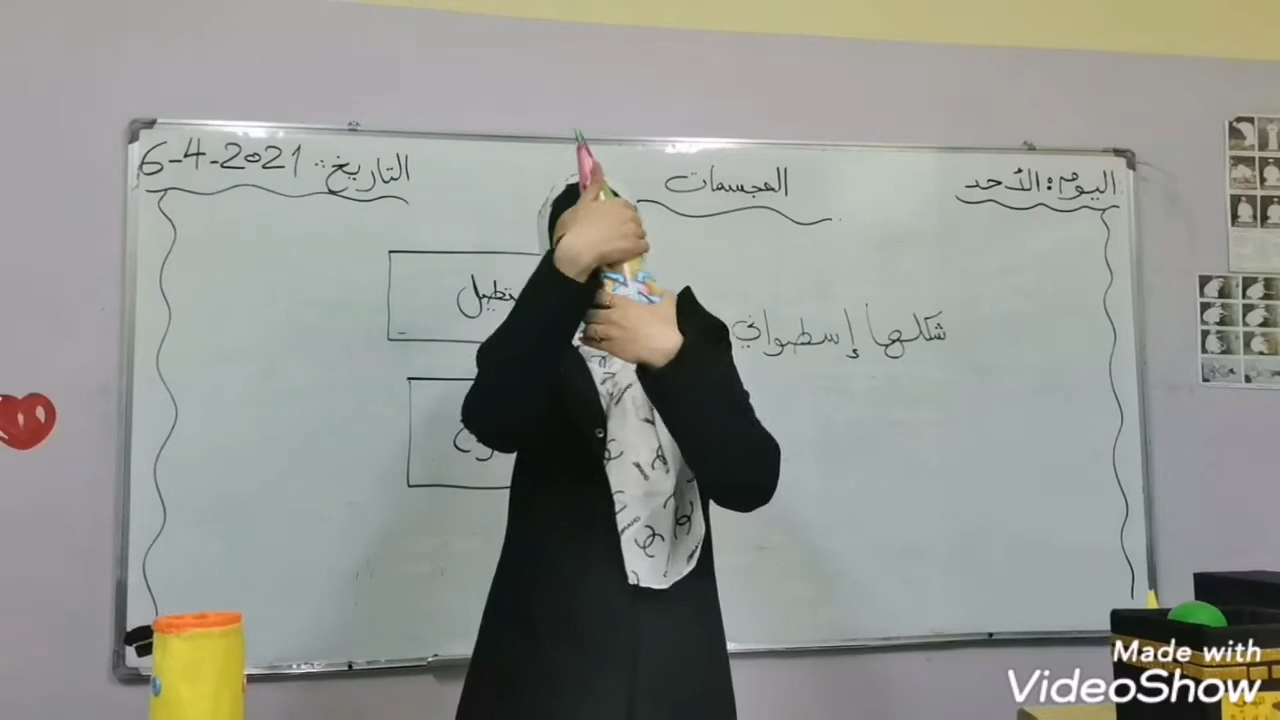 اليوم: الأحد
المجسمات
التاريخ: 6-4-2021
شكلها إسطواني
Made with
VideoShow